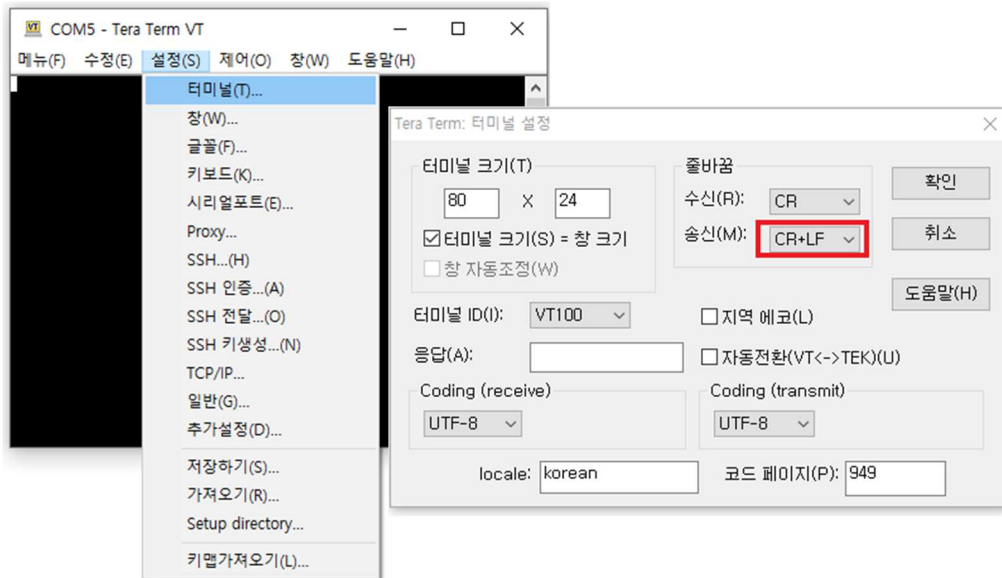 COM5 - Tera Term VT
메뉴(F) 수정(E) 설정(S) 제어(O) 창(W) 도움말(H)
터미널(T)...
창(W)...
글꼴(F)...
키보드(K)...
시리얼포트(E)...
Proxy...
SSH...(H)
SSH 인증...(A)
SSH 전달...(O)
SSH 키생성...(N)
TCP/IP...
일반(G)...
추가설정(D)...
저장하기(S)...
가져오기(R)...
Setup directory...
키맵가져오기(L)...
Tera Term: 터미널 설정
터미널 크기(T)
80 X 24
터미널 크기(S) = 창 크기
창 자동조정(W)
줄바꿈
수신(R): CR
송신(M): CR+LF
확인
취소
도움말(H)
터미널 ID(I): VT100
지역 에코(L)
응답(A):
자동전환(VT<->TEK)(U)
Coding (receive)
UTF-8
Coding (transmit)
UTF-8
locale: korean
코드 페이지(P): 949